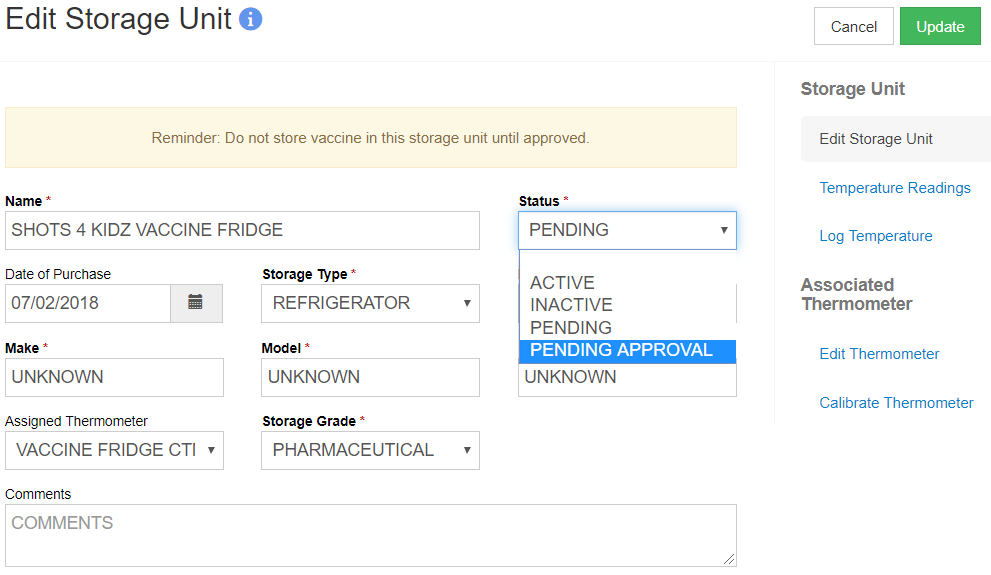 Edit Storage Unit
Cancel
Update
Reminder: Do not store vaccine in this storage unit until approved.
Name *
SHOTS 4 KIDZ VACCINE FRIDGE
Status *
PENDING
ACTIVE
INACTIVE
PENDING
PENDING APPROVAL
Date of Purchase
07/02/2018
Storage Type *
REFRIGERATOR
Make *
UNKNOWN
Model *
UNKNOWN
UNKNOWN
Assigned Thermometer
VACCINE FRIDGE CTI
Storage Grade *
PHARMACEUTICAL
Comments
COMMENTS
Storage Unit
Edit Storage Unit
Temperature Readings
Log Temperature
Associated
Thermometer
Edit Thermometer
Calibrate Thermometer